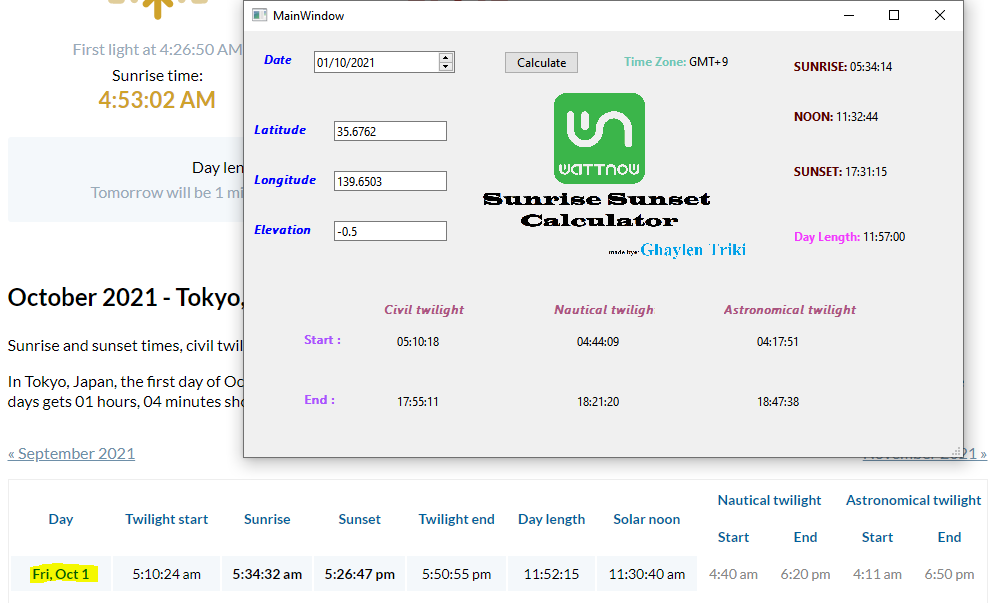 First light at 4:26:50 AM
Sunrise time:
4:53:02 AM
Day len
Tomorrow will be 1 mi
October 2021 - Tokyo,
Sunrise and sunset times, civil twil
In Tokyo, Japan, the first day of Oc
days gets 01 hours, 04 minutes sho
MainWindow
Date
01/10/2021
Calculate
Time Zone: GMT+9
SUNRISE: 05:34:14
Latitude
35.6762
NOON: 11:32:44
Longitude
139.6503
wattnow
SUNSET: 17:31:15
Sunrise Sunset
Calculator
Elevation
-0.5
made by: Ghaylen Triki
Day Length: 11:57:00
Civil twilight Nautical twiligh Astronomical twilight
Start : 05:10:18 04:44:09 04:17:51
End : 17:55:11 18:21:20 18:47:38
« September 2021
November 2021 »
Nautical twilight Astronomical twilight
Day Twilight start Sunrise Sunset Twilight end Day length Solar noon
Start End Start End
Fri, Oct 1 5:10:24 am 5:34:32 am 5:26:47 pm 5:50:55 pm 11:52:15 11:30:40 am 4:40 am 6:20 pm 4:11 am 6:50 pm